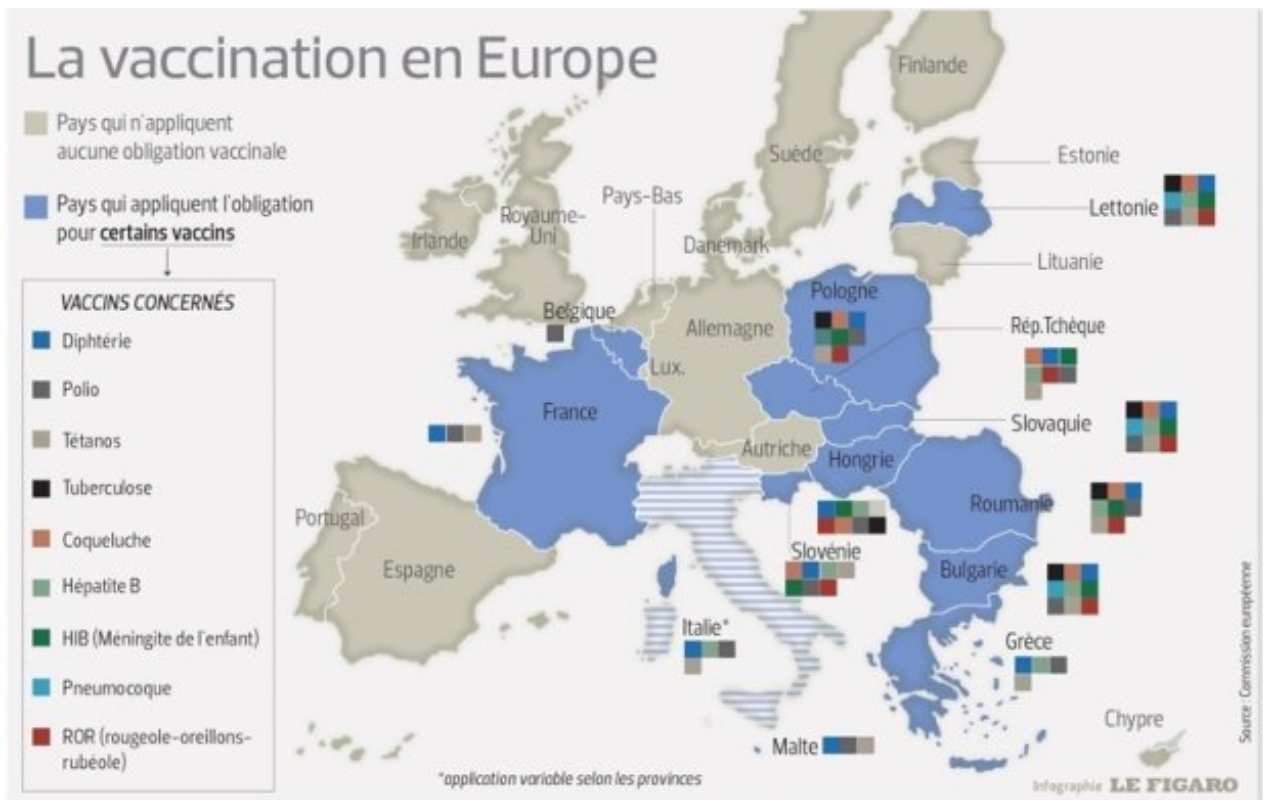 La vaccination en Europe
Pays qui n'appliquent
aucune obligation vaccinale
Pays qui appliquent l'obligation
pour certains vaccins
VACCINS CONCERNÉS
Diphtérie
Polio
Tétanos
Tuberculose
Coqueluche
Hépatite B
HIB (Méningite de l'enfant)
Pneumocoque
ROR (rougeole-oreillons-
rubéole)
Finlande
Suède
Estonie
Lettonie
Lituanie
Pays-Bas
Royaume-
Uni
Irlande
Danemark
Belgique
Allemagne
Pologne
Rép.Tchèque
Lux.
France
Slovaquie
Autriche
Hongrie
Roumanie
Portugal
Espagne
Slovénie
Bulgarie
Italie*
Grèce
Malte
Chypre
*application variable selon les provinces
Source : Commission européenne
Infographie LE FIGARO